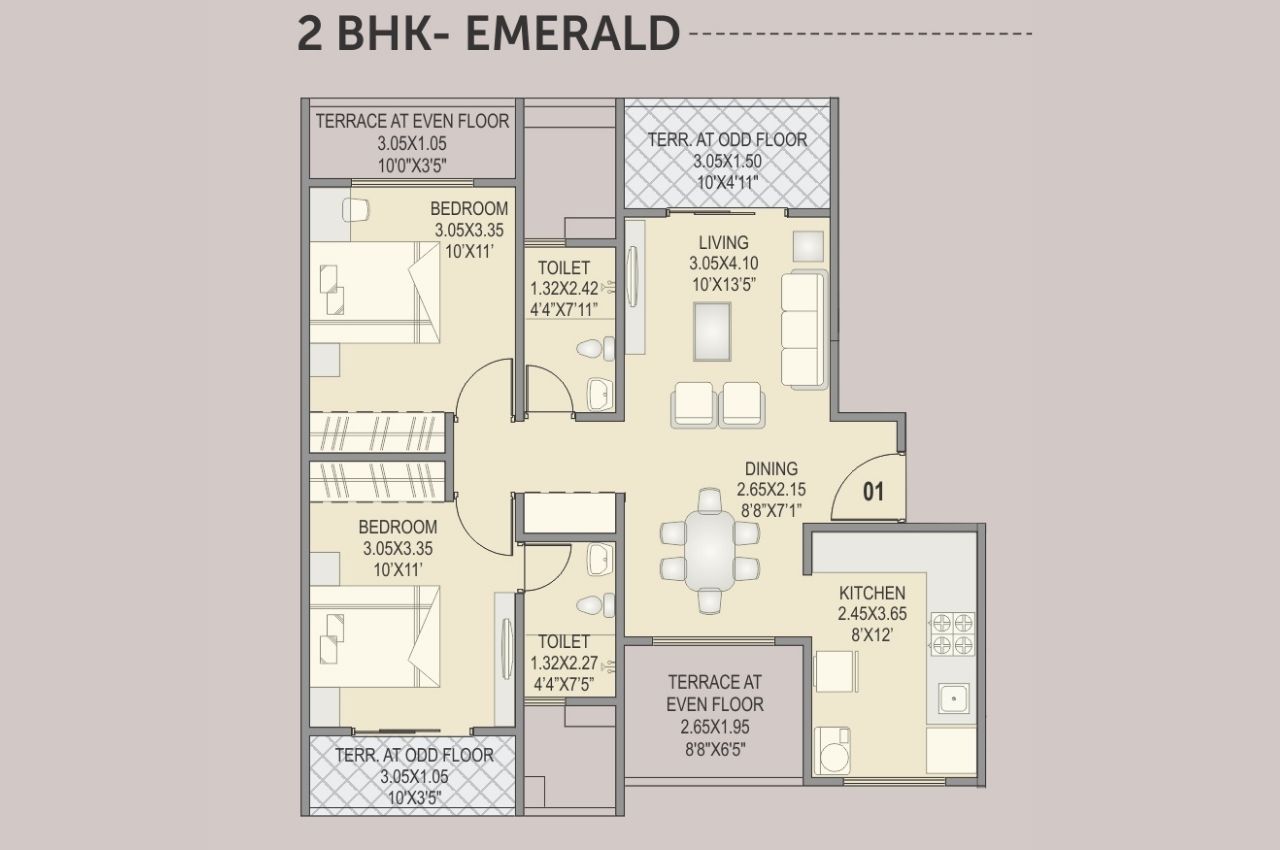 2 BHK- EMERALD
TERRACE AT EVEN FLOOR
3.05X1.05
10'0"X3'5"
TERR. AT ODD FLOOR
3.05X1.50
10'X4'11"
BEDROOM
3.05X3.35
10'X11'
TOILET
1.32X2.42
4'4"X7'11"
LIVING
3.05X4.10
10'X13'5"
DINING
2.65X2.15
8'8"X7'1"
01
BEDROOM
3.05X3.35
10'X11'
TOILET
1.32X2.27
4'4"X7'5"
KITCHEN
2.45X3.65
8'X12'
TERRACE AT
EVEN FLOOR
2.65X1.95
8'8"X6'5"
TERR. AT ODD FLOOR
3.05X1.05
10'X3'5"